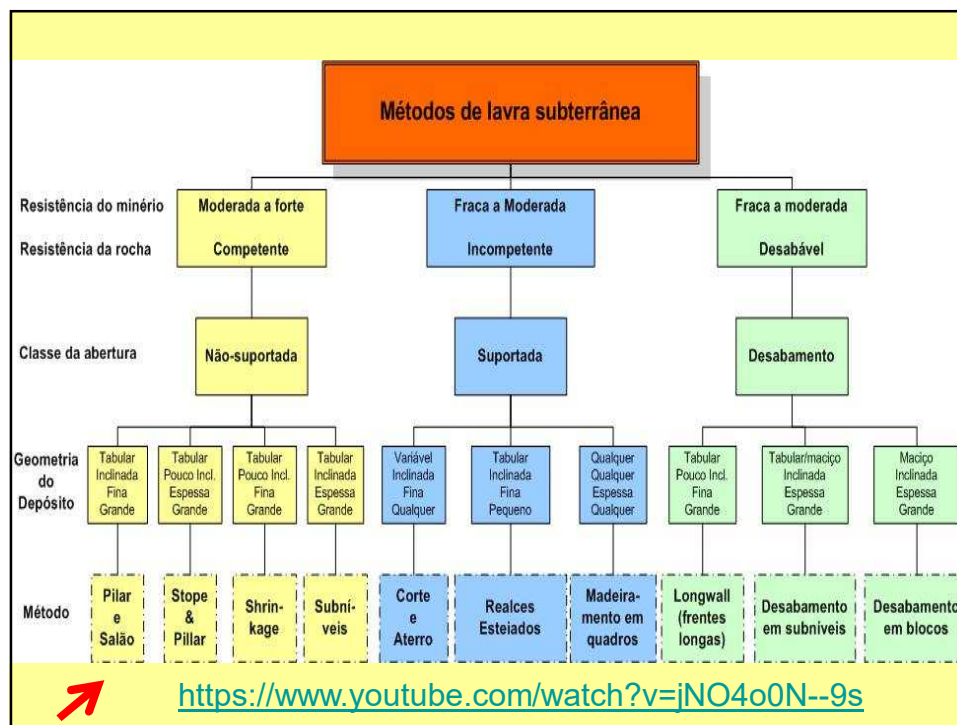 Métodos de lavra subterrânea
Resistência do minério
Moderada a forte
Fraca a Moderada
Fraca a moderada
Resistência da rocha
Competente
Incompetente
Desabável
Classe da abertura
Não-suportada
Suportada
Desabamento
Geometria
do
Depósito
Tabular
Inclinada
Fina
Grande
Tabular
Pouco Incl.
Espessa
Grande
Tabular
Pouco Incl.
Fina
Grande
Tabular
Inclinada
Espessa
Grande
Variável
Inclinada
Fina
Qualquer
Tabular
Inclinada
Fina
Pequeno
Qualquer
Qualquer
Espessa
Qualquer
Tabular
Pouco Incl.
Fina
Grande
Tabular/maciço
Inclinada
Espessa
Grande
Maciço
Inclinada
Espessa
Grande
Método
Pilar
e
Salão
Stope
&
Pillar
Shrin-
kage
Subní-
veis
Corte
e
Aterro
Realces
Esteiados
Madeira-
mento em
quadros
Longwall
(frentes
longas)
Desabamento
em subníveis
Desabamento
em blocos
https://www.youtube.com/watch?v=jNO4o0N--9s